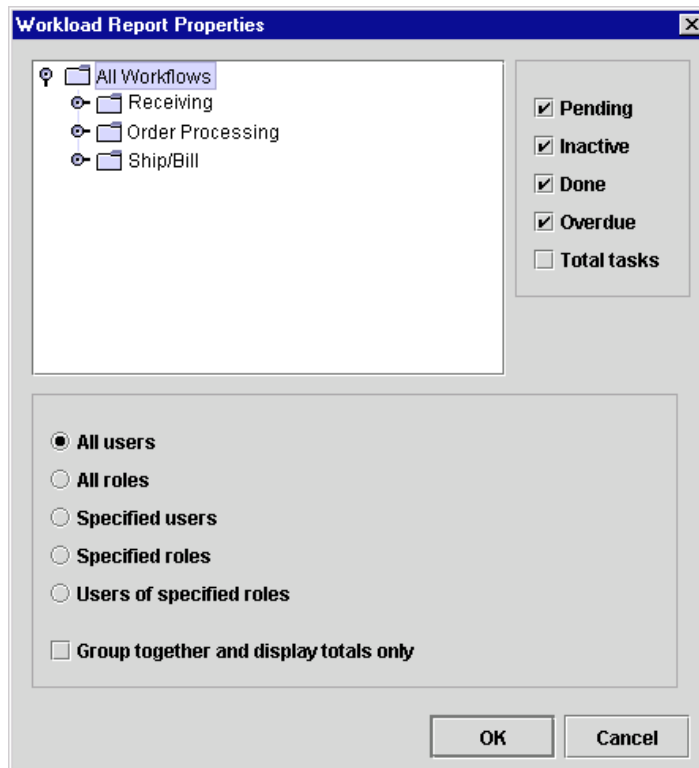 Workload Report Properties
All Workflows
Receiving
Order Processing
Ship/Bill
Pending
Inactive
Done
Overdue
Total tasks
All users
All roles
Specified users
Specified roles
Users of specified roles
Group together and display totals only
OK
Cancel